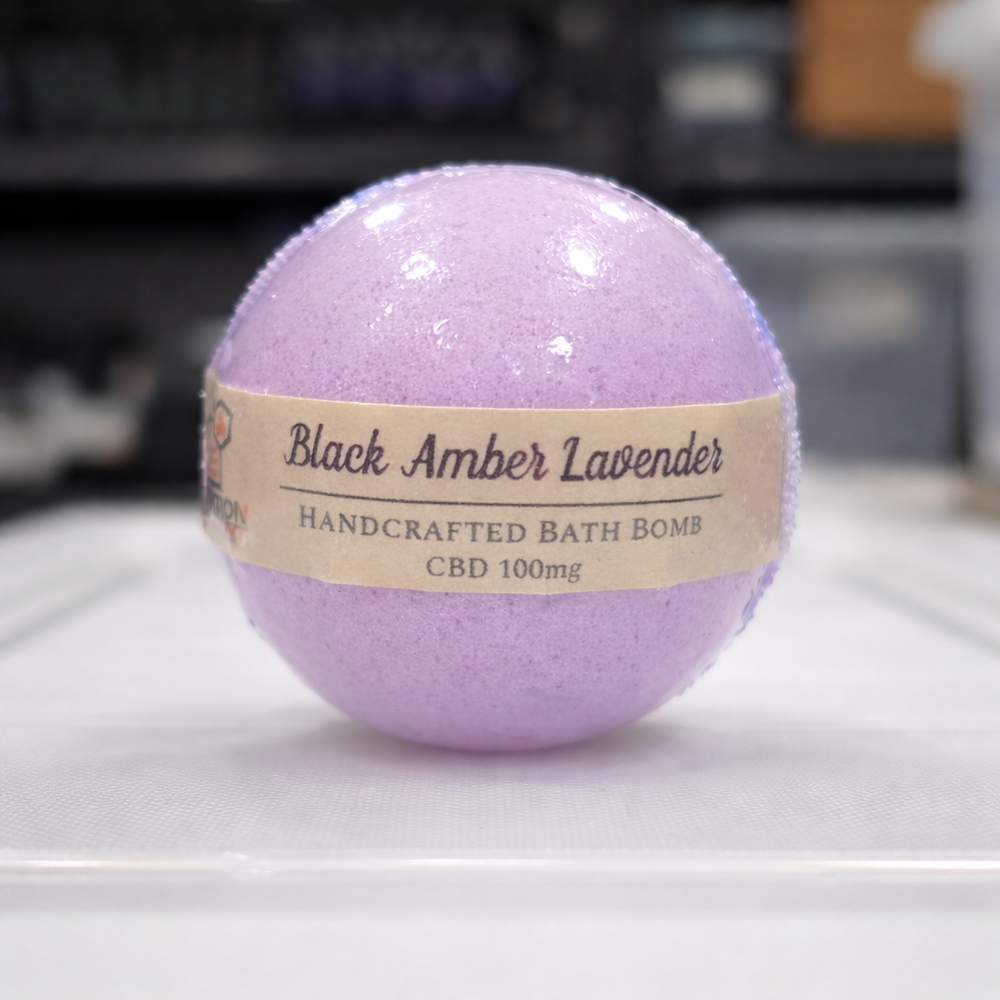 Black Amber Lavender
HANDCRAFTED BATH BOMB
CBD 100mg